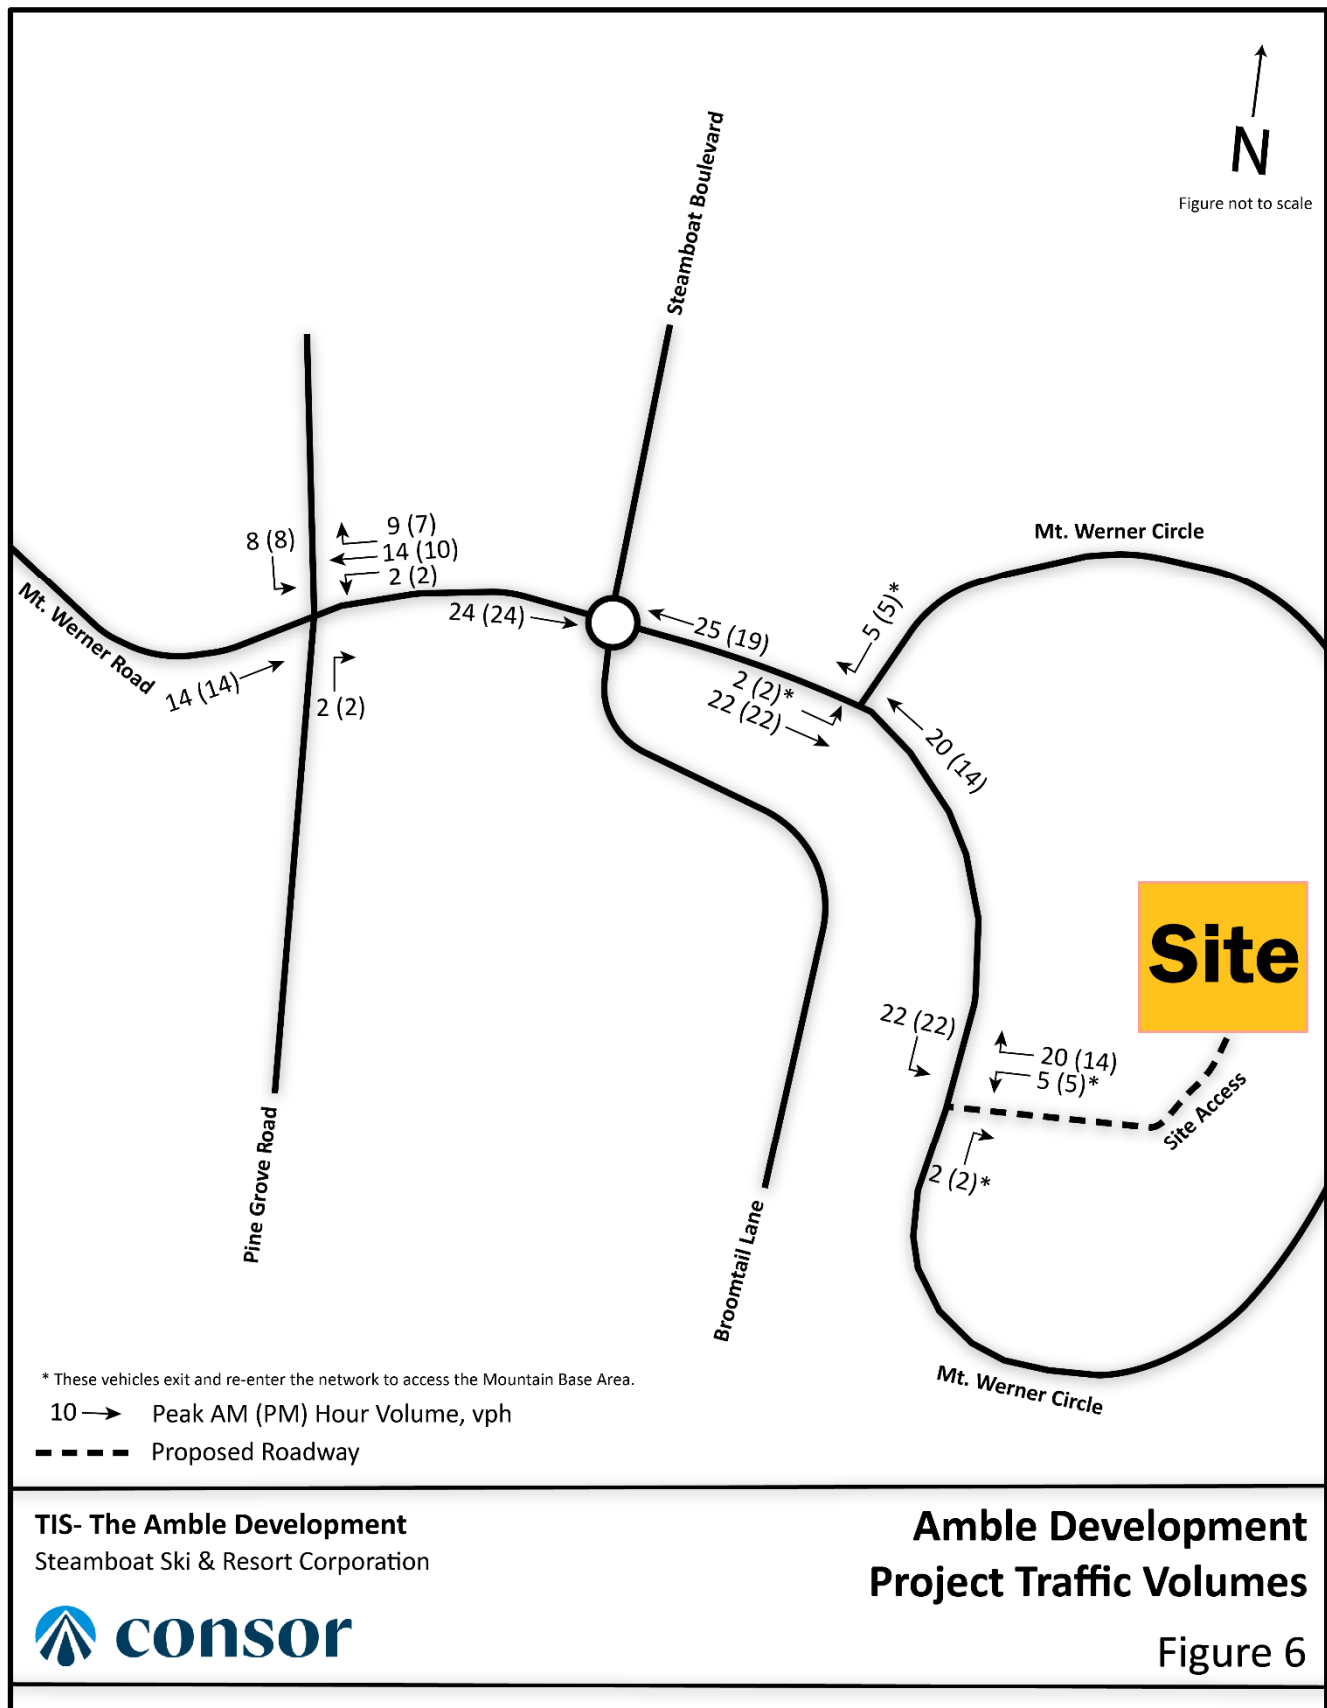 N
Figure not to scale
Steamboat Boulevard
Mt. Werner Circle
8 (8)
9 (7)
14 (10)
2 (2)
24 (24)
25 (19)
5 (5)*
Mt. Werner Road
14 (14)
2 (2)
2 (2)*
22 (22)
20 (14)
Site
22 (22)
20 (14)
5 (5)*
Site Access
2 (2)*
Pine Grove Road
Broomtail Lane
Mt. Werner Circle
* These vehicles exit and re-enter the network to access the Mountain Base Area.
10 Peak AM (PM) Hour Volume, vph
Proposed Roadway
TIS- The Amble Development
Steamboat Ski & Resort Corporation
consor
Amble Development
Project Traffic Volumes
Figure 6